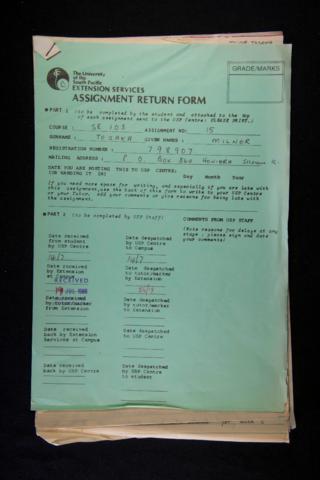 The University
of the
South Pacific
EXTENSION SERVICES
ASSIGNMENT RETURN FORM
GRADE/MARKS
PART 1 (to be completed by the student and attached to the top
of each assignment sent to the USP Centre: PLEASE PRINT.)
COURSE : SE 103 ASSIGNMENT NO: 15
SURNAME : TOZAKA GIVEN NAMES : MILNER
REGISTRATION NUMBER : 798907
MAILING ADDRESS : P. O. Box 840 Honiara
DATE YOU ARE POSTING THIS TO USP CENTRE:
(OR HANDING IT IN) Day Month Year
If you need more space for writing, and especially if you are late with
this assignment, use the back of this form to write to your USP Centre
or your Tutor. Add your comments or give reasons for being late with
the assignment.
PART 2 (to be completed by USP Staff) COMMENTS FROM USP STAFF
(Note reasons for delays at any
stage ; please sign and date
your comments)
Date received
from student
by USP Centre
14/7
Date despatched
by USP Centre
to Campus
14/7
Date received
by Extension
at Campus
RECEIVED
Date despatched
to tutor/marker
by Extension
Date received
by tutor/marker
from Extension
Date despatched
by tutor/marker
to Extension
Date received
back by Extension
Services at Campus
Date despatched
to USP Centre
Date received
back by USP Centre
Date despatched
by USP Centre
to student